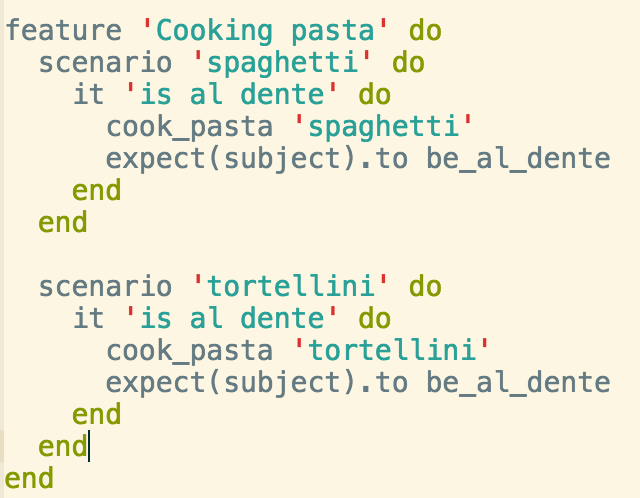 feature 'Cooking pasta' do
  scenario 'spaghetti' do
    it 'is al dente' do
      cook_pasta 'spaghetti'
      expect(subject).to be_al_dente
    end
  end

  scenario 'tortellini' do
    it 'is al dente' do
      cook_pasta 'tortellini'
      expect(subject).to be_al_dente
    end
  end
end